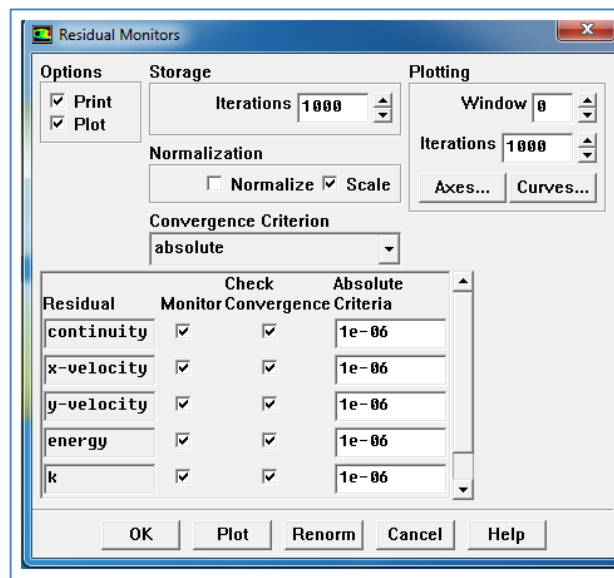 Residual Monitors
Options
Print
Plot
Storage
Iterations 1000
Normalization
Normalize Scale
Convergence Criterion
absolute
Plotting
Window 0
Iterations 1000
Axes... Curves...
Residual Monitor Check Convergence Absolute Criteria
continuity 1e-06
x-velocity 1e-06
y-velocity 1e-06
energy 1e-06
k 1e-06
OK Plot Renorm Cancel Help